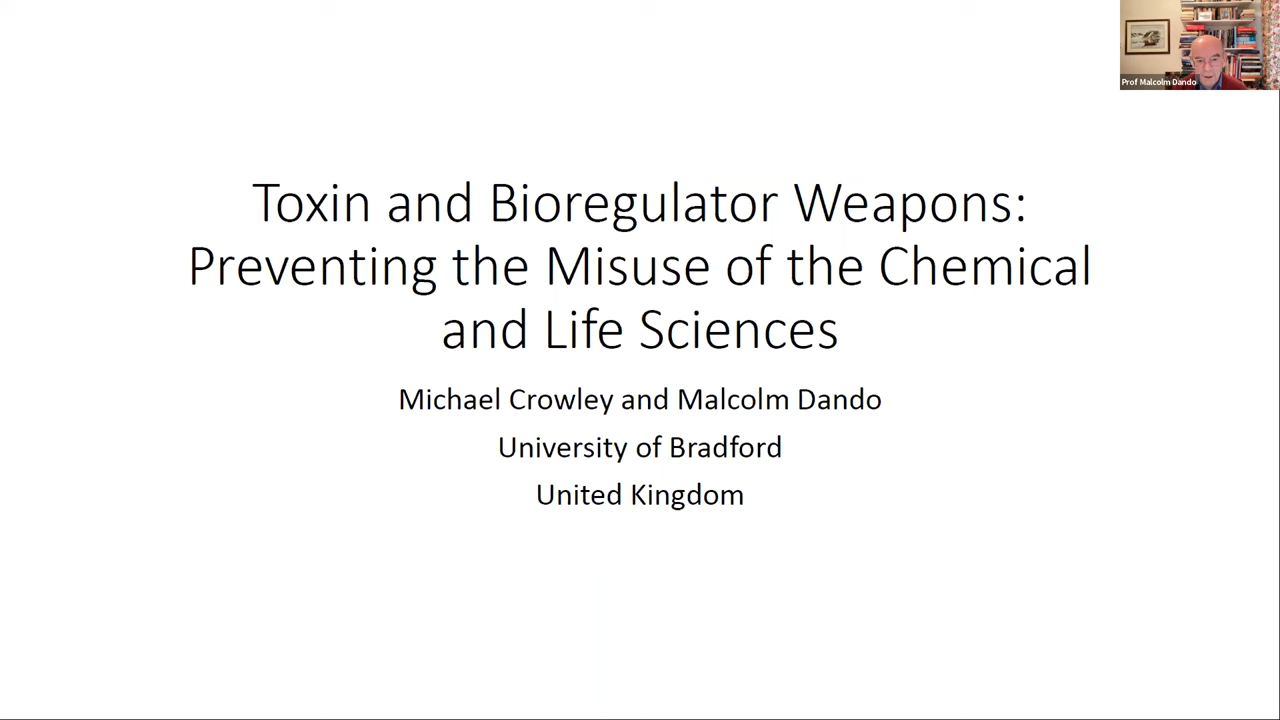 Prof Malcolm Dando
Toxin and Bioregulator Weapons:
Preventing the Misuse of the Chemical
and Life Sciences
Michael Crowley and Malcolm Dando
University of Bradford
United Kingdom